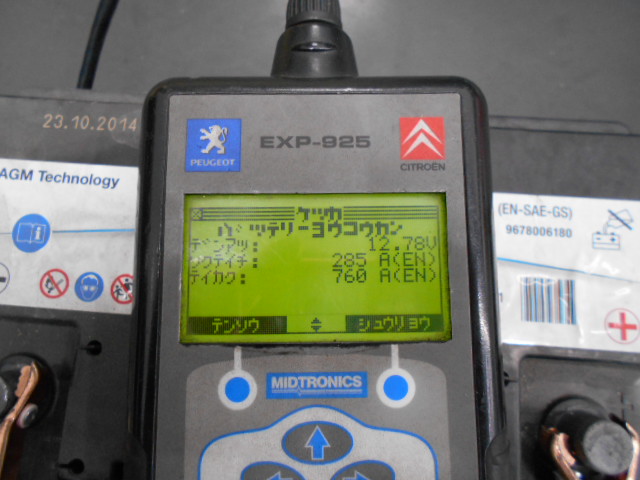 23.10.2014
AGM Technology
PEUGEOT
EXP-925
CITROËN
(EN-SAE-GS)
9678006180
ケッカ
バッテリーヨウコウカン
デンアツ: 12.78V
ソクテイチ: 285 A(EN)
テイカク: 760 A(EN)
テンソウ
シュウリョウ
MIDTRONICS